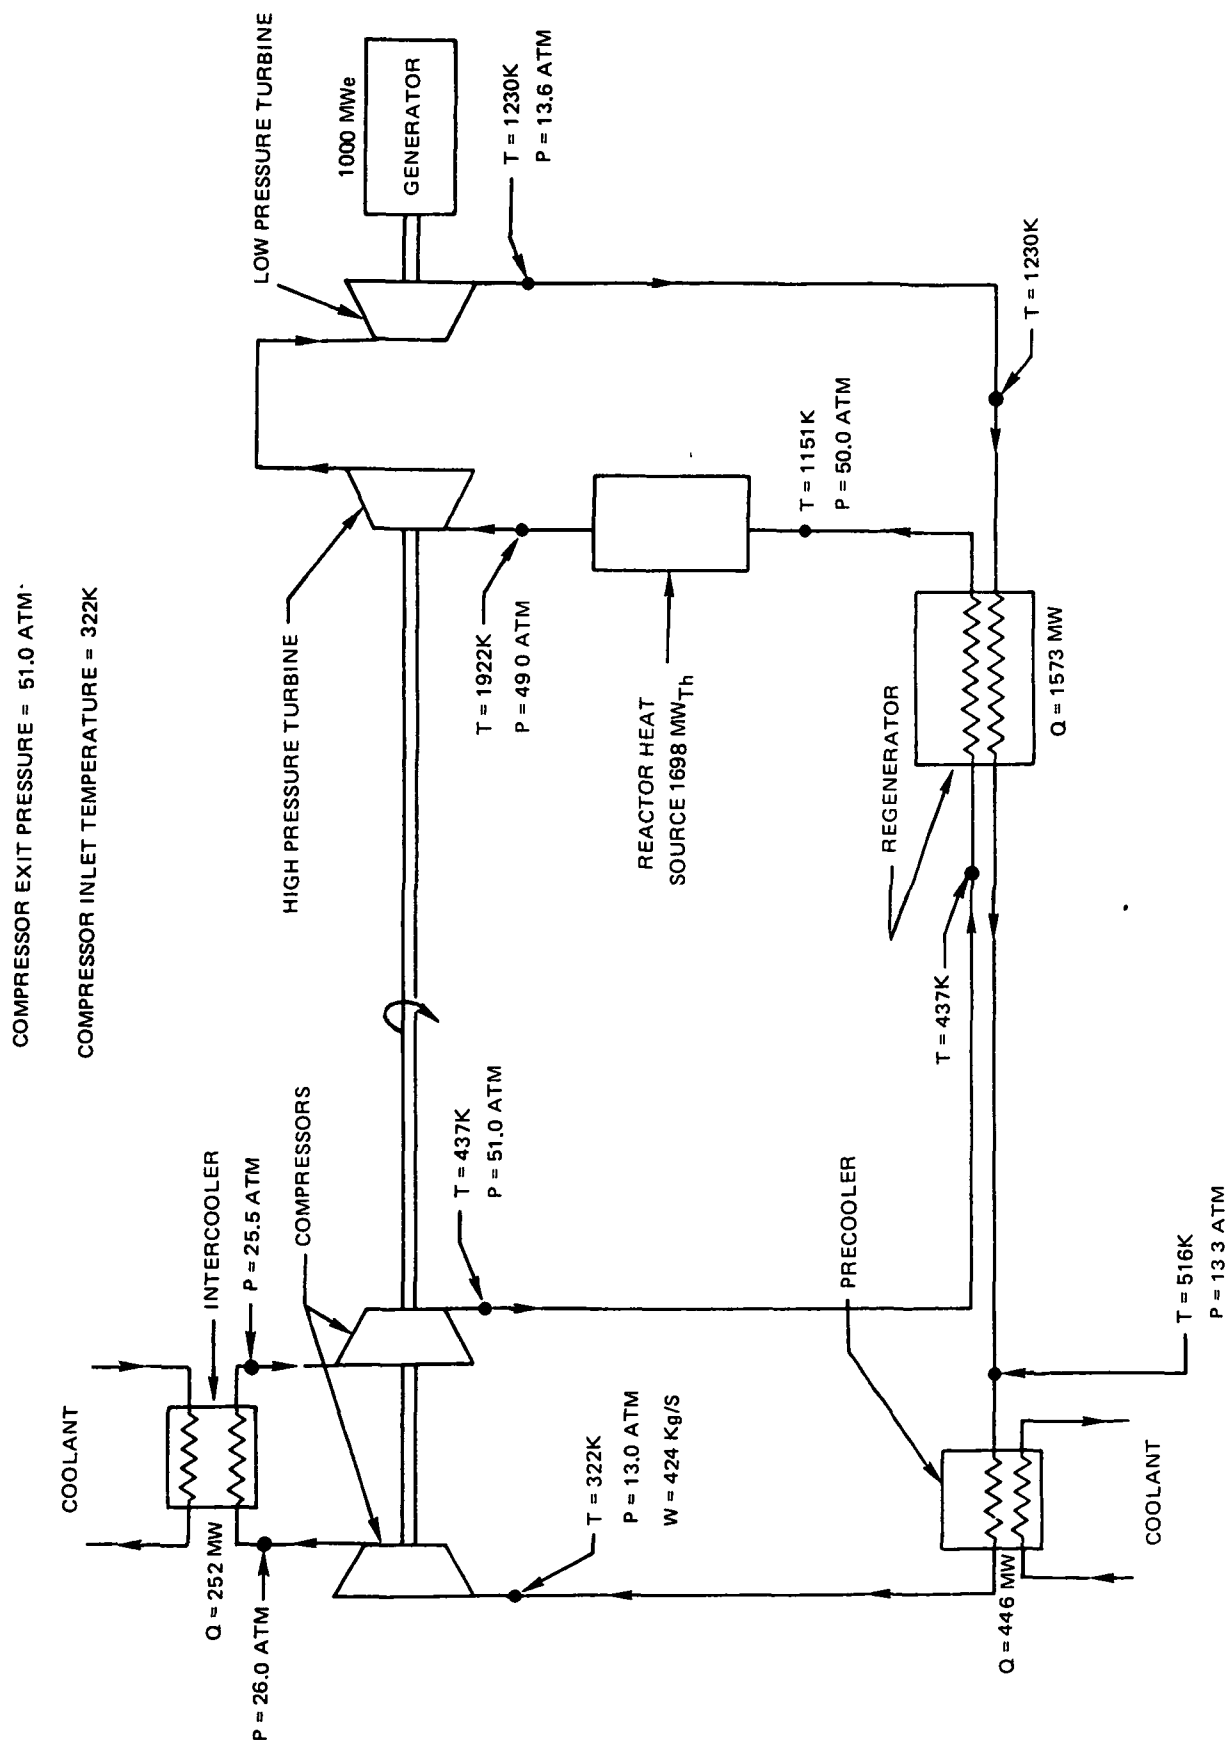 COMPRESSOR EXIT PRESSURE = 51.0 ATM
COMPRESSOR INLET TEMPERATURE = 322K
COOLANT
Q = 252 MW
INTERCOOLER
P = 26.0 ATM
P = 25.5 ATM
COMPRESSORS
T = 437K
P = 51.0 ATM
HIGH PRESSURE TURBINE
LOW PRESSURE TURBINE
1000 MWe
GENERATOR
T = 1230K
P = 13.6 ATM
T = 1922K
P = 49 0 ATM
REACTOR HEAT
SOURCE 1698 MWTh
T = 1151K
P = 50.0 ATM
T = 1230K
REGENERATOR
Q = 1573 MW
T = 437K
T = 322K
P = 13.0 ATM
W = 424 Kg/S
PRECOOLER
Q = 446 MW
COOLANT
T = 516K
P = 13 3 ATM